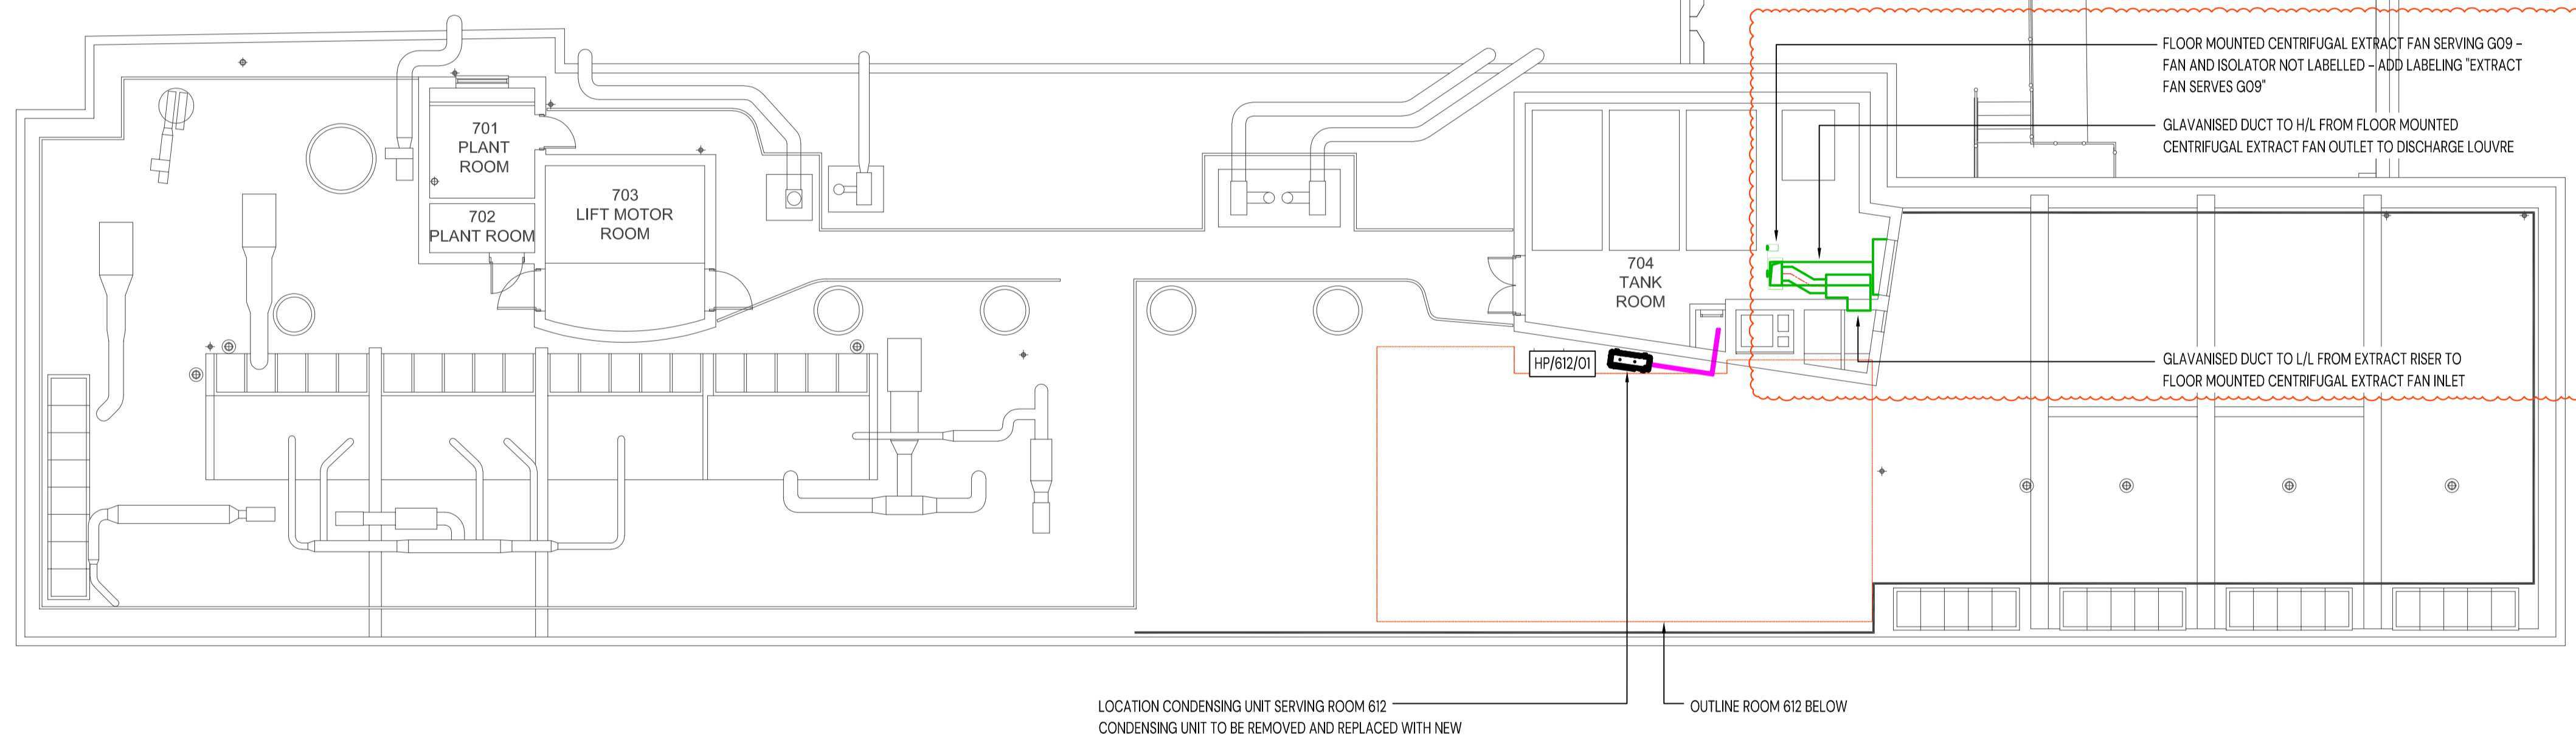 FLOOR MOUNTED CENTRIFUGAL EXTRACT FAN SERVING G09 -
FAN AND ISOLATOR NOT LABELLED - ADD LABELING "EXTRACT
FAN SERVES G09"
GLAVANISED DUCT TO H/L FROM FLOOR MOUNTED
CENTRIFUGAL EXTRACT FAN OUTLET TO DISCHARGE LOUVRE
701
PLANT
ROOM
702
PLANT ROOM
703
LIFT MOTOR
ROOM
704
TANK
ROOM
HP/612/01
GLAVANISED DUCT TO L/L FROM EXTRACT RISER TO
FLOOR MOUNTED CENTRIFUGAL EXTRACT FAN INLET
LOCATION CONDENSING UNIT SERVING ROOM 612
CONDENSING UNIT TO BE REMOVED AND REPLACED WITH NEW
OUTLINE ROOM 612 BELOW